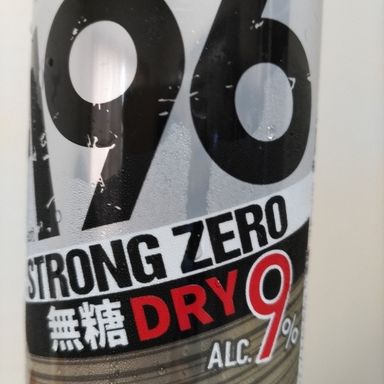 196
STRONG ZERO
無糖 DRY
ALC. 9%